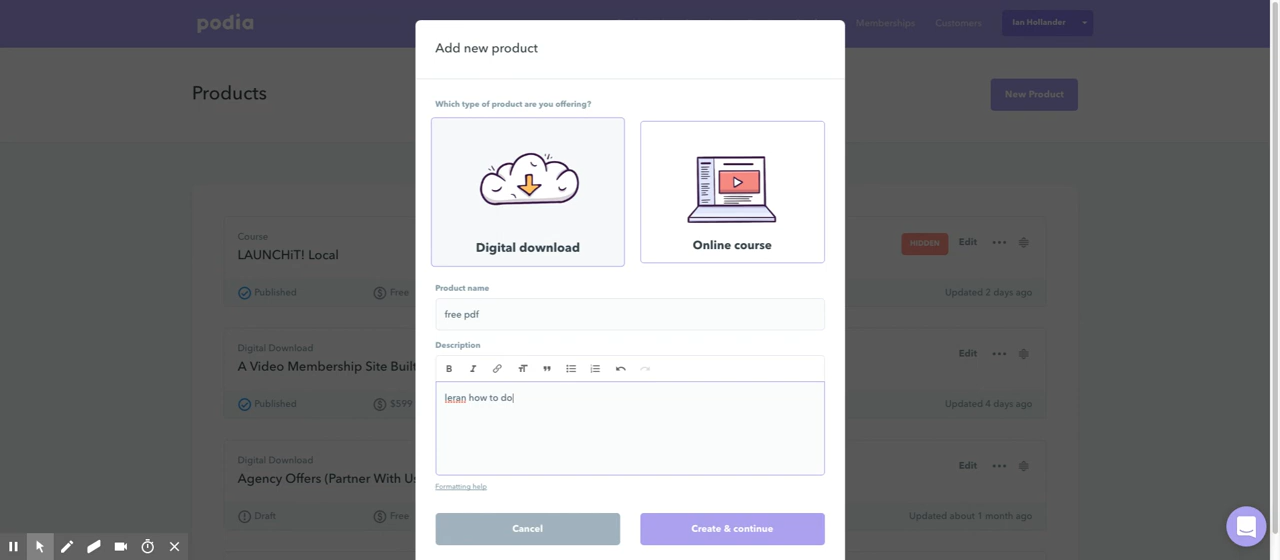 podia
Memberships
Customers
Ian Hollander
Products
New Product
Add new product
Which type of product are you offering?
Digital download
Online course
Product name
free pdf
Description
B I
leran how to do
Formatting help
Cancel
Create & continue
Course
LAUNCHiT! Local
Published
Free
HIDDEN
Edit
Updated 2 days ago
Digital Download
A Video Membership Site Built
Published
$599
Edit
Updated 4 days ago
Digital Download
Agency Offers (Partner With Us
Draft
Free
Edit
Updated about 1 month ago